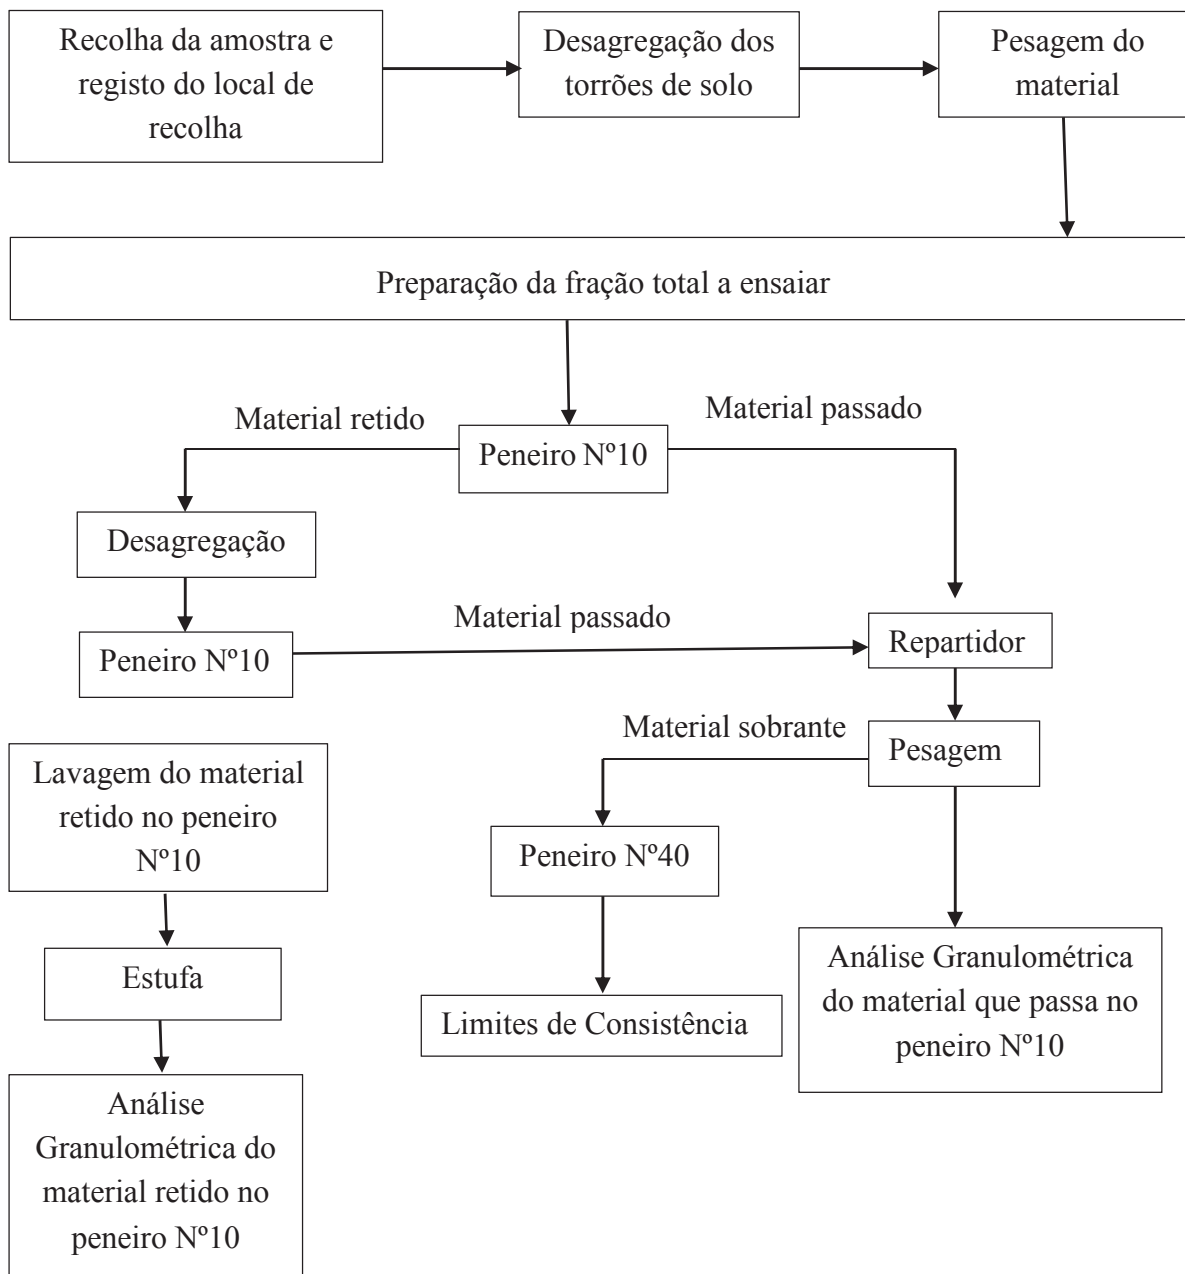 Recolha da amostra e
registo do local de
recolha
Desagregação dos
torrões de solo
Pesagem do
material
Preparação da fração total a ensaiar
Material retido
Material passado
Peneiro Nº10
Desagregação
Material passado
Peneiro Nº10
Repartidor
Material sobrante
Pesagem
Lavagem do material
retido no peneiro
Nº10
Peneiro Nº40
Estufa
Limites de Consistência
Análise Granulométrica
do material que passa no
peneiro Nº10
Análise
Granulométrica do
material retido no
peneiro Nº10